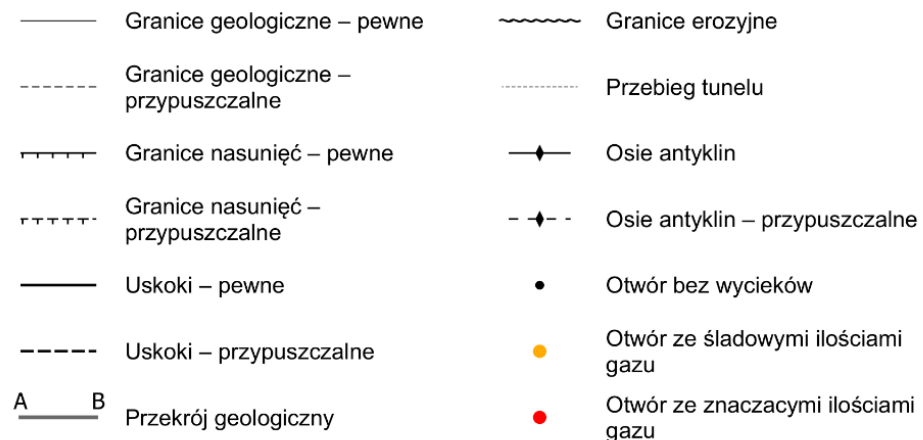 Granice geologiczne – pewne
Granice geologiczne –
przypuszczalne
Granice nasunięć – pewne
Granice nasunięć –
przypuszczalne
Uskoki – pewne
Uskoki – przypuszczalne
A B
Przekrój geologiczny
Granice erozyjne
Przebieg tunelu
Osie antyklin
Osie antyklin – przypuszczalne
Otwór bez wycieków
Otwór ze śladowymi ilościami
gazu
Otwór ze znaczacymi ilościami
gazu